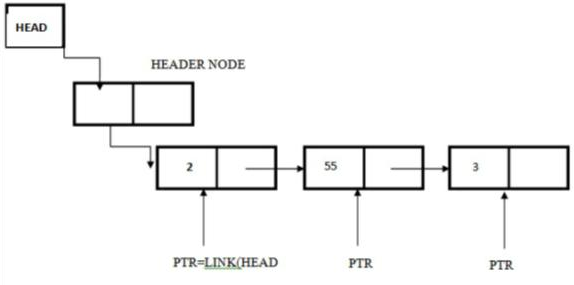 HEAD
HEADER NODE
2
55
3
PTR=LINK(HEAD
PTR
PTR